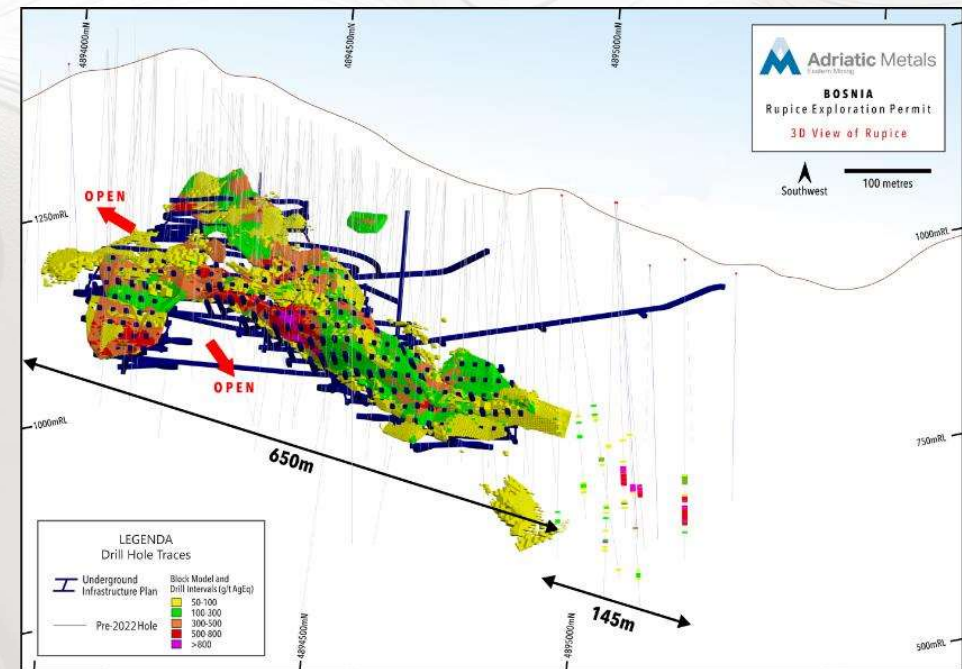 4894000mN
4894500mN
4895000mN
Adriatic Metals
Eastern Mining
BOSNIA
Rupice Exploration Permit
3D View of Rupice
Southwest
100 metres
OPEN
1250mRL
1000mRL
OPEN
1000mRL
750mRL
650m
LEGENDA
Drill Hole Traces
Underground
Infrastructure Plan
Block Model and
Drill Intervals (g/t AgEq)
50-100
100-300
300-500
500-800
>800
Pre-2022 Hole
145m
4894500mN
4895000mN
500mRL